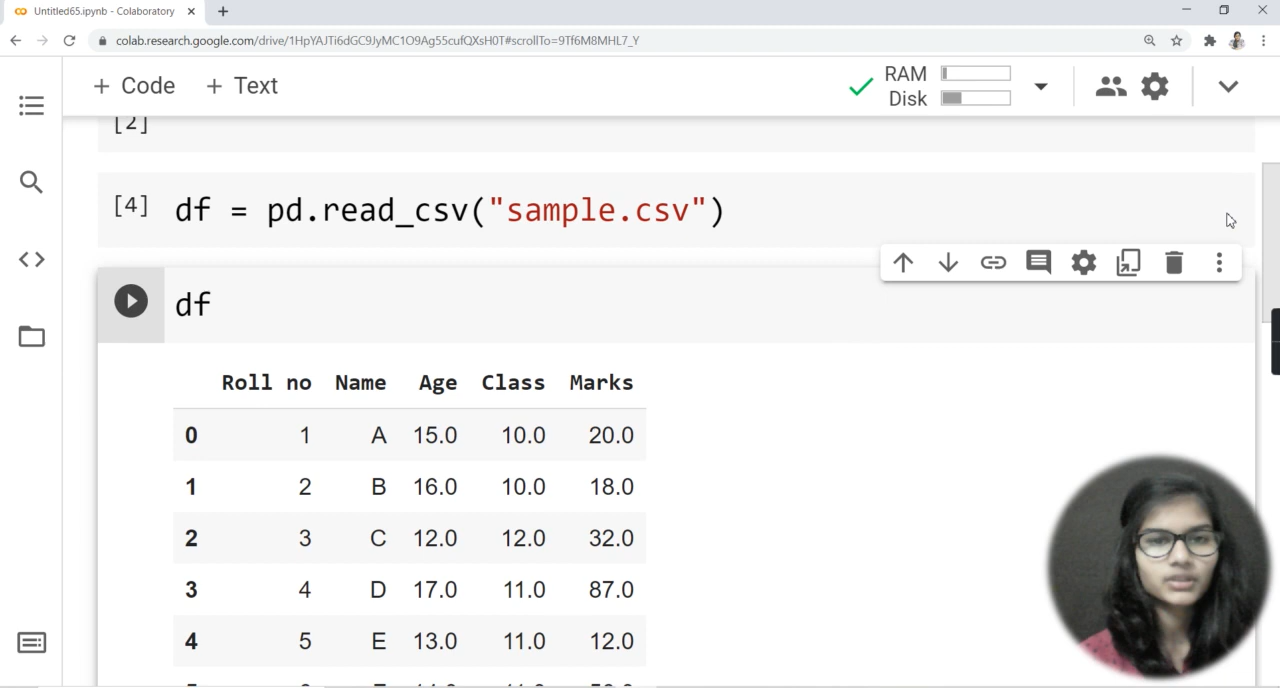 Untitled65.ipynb - Colaboratory
colab.research.google.com/drive/1HpYAJTi6dGC9JyMC1O9Ag55cufQXsH0T#scrollTo=9Tf6M8MHL7_Y
+ Code + Text
RAM
Disk
[2]
[4] df = pd.read_csv("sample.csv")
df
Roll no Name Age Class Marks
0 1 A 15.0 10.0 20.0
1 2 B 16.0 10.0 18.0
2 3 C 12.0 12.0 32.0
3 4 D 17.0 11.0 87.0
4 5 E 13.0 11.0 12.0